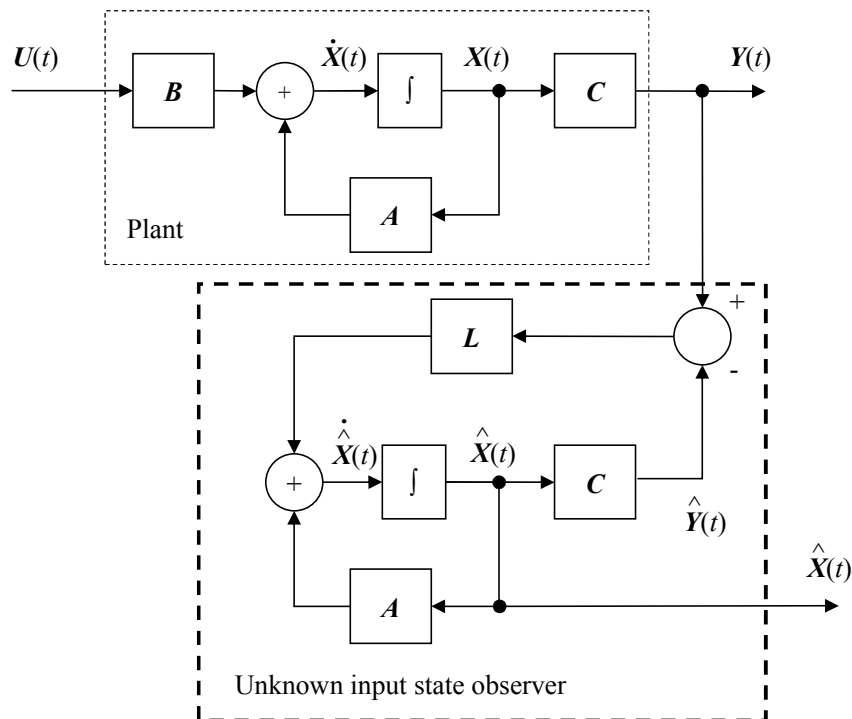 U(t)
Ẋ(t)
X(t)
Y(t)
B
+
∫
C
A
Plant
+
L
-
Ẋ̂(t)
X̂(t)
+
∫
C
Ŷ(t)
X̂(t)
A
Unknown input state observer